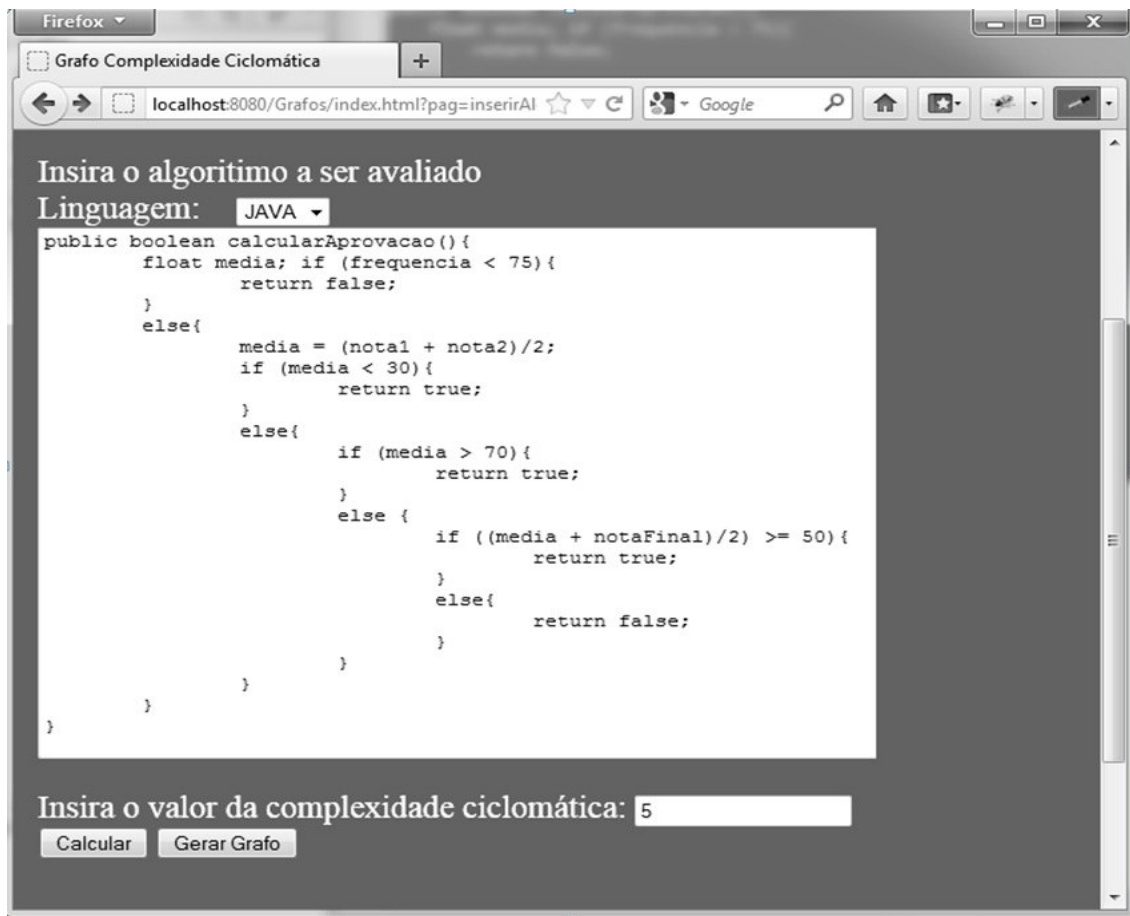 Firefox
Grafo Complexidade Ciclomática
localhost:8080/Grafos/index.html?pag=inserirAl
Google
Insira o algoritimo a ser avaliado
Linguagem: JAVA
public boolean calcularAprovacao(){
float media; if (frequencia < 75){
return false;
}
else{
media = (nota1 + nota2)/2;
if (media < 30){
return true;
}
else{
if (media > 70){
return true;
}
else {
if ((media + notaFinal)/2) >= 50){
return true;
}
else{
return false;
}
}
}
}
}
Insira o valor da complexidade ciclomática: 5
Calcular Gerar Grafo